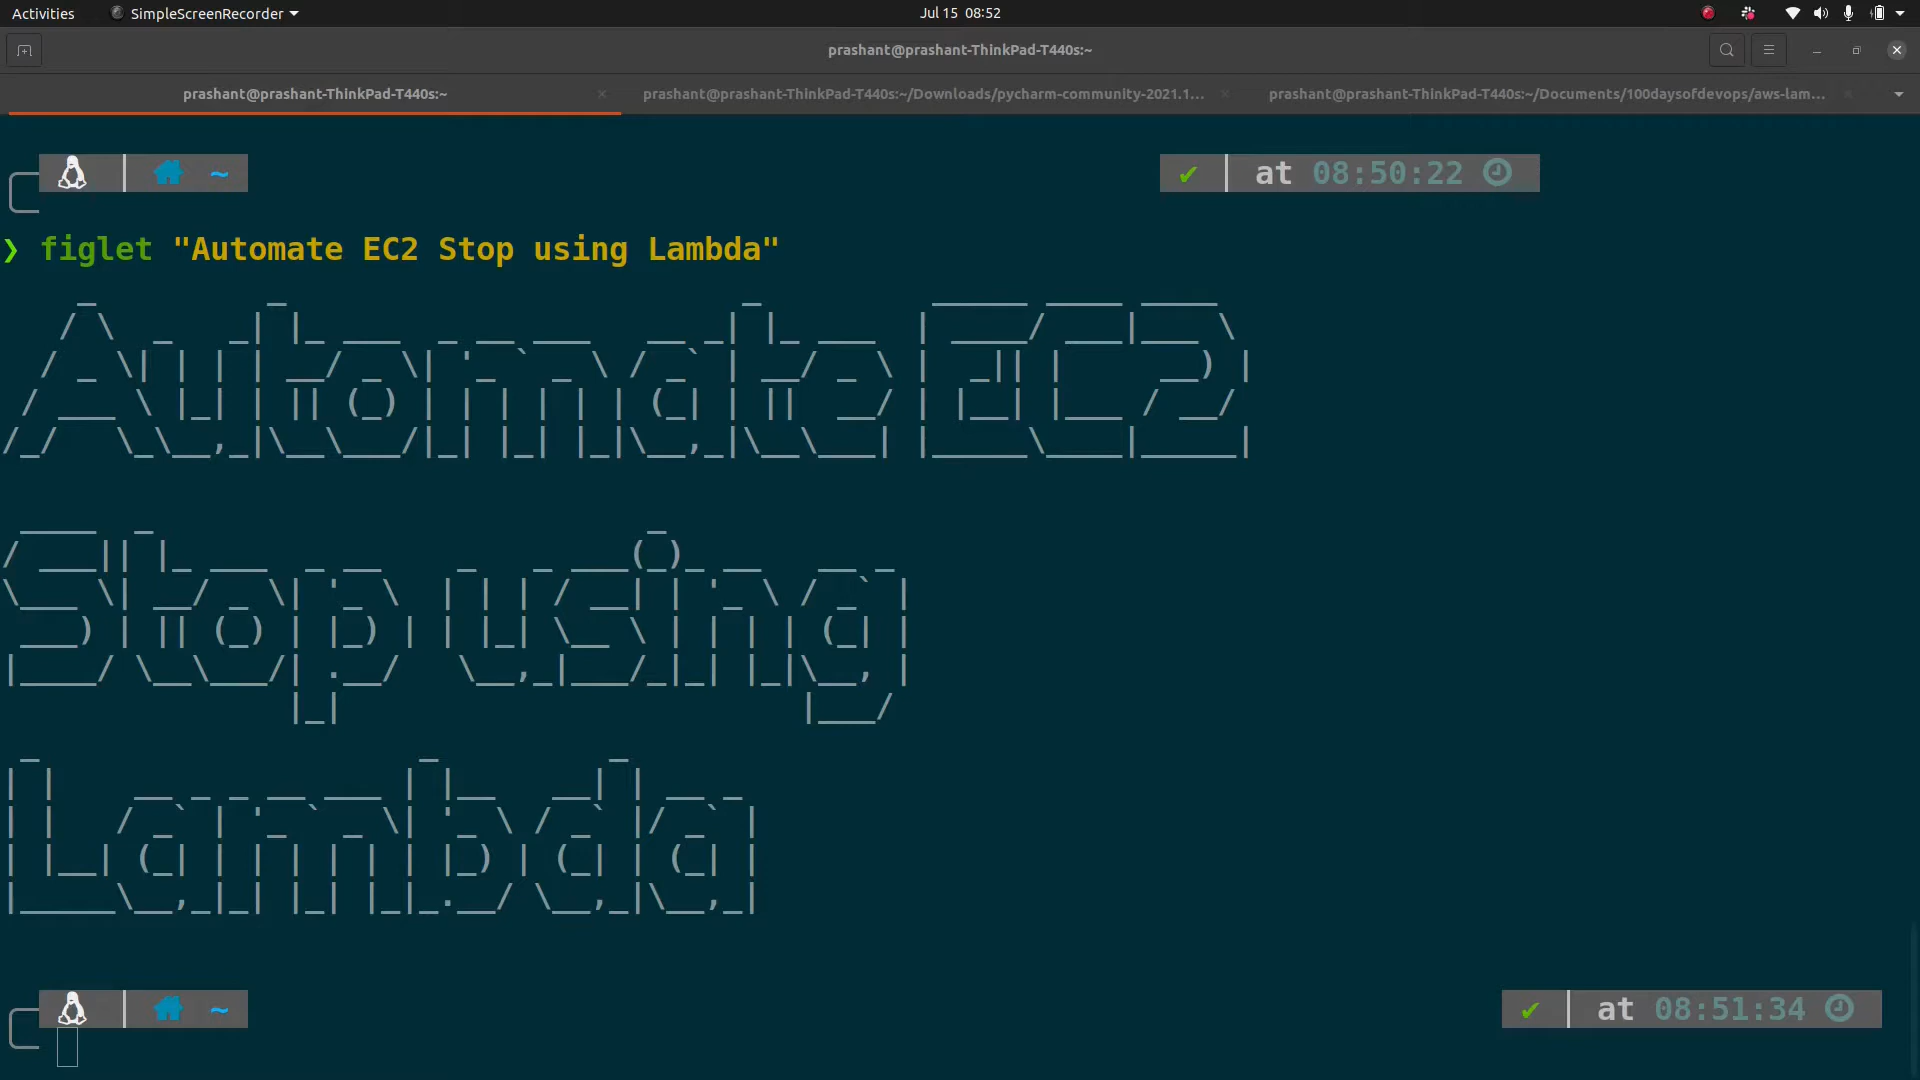 Activities SimpleScreenRecorder Jul 15 08:52
prashant@prashant-ThinkPad-T440s:~
prashant@prashant-ThinkPad-T440s:~ × prashant@prashant-ThinkPad-T440s:~/Downloads/pycharm-community-2021.1... × prashant@prashant-ThinkPad-T440s:~/Documents/100daysofdevops/aws-lam... ×
~ ✔ at 08:50:22
❯ figlet "Automate EC2 Stop using Lambda"
Automate EC2
Stop using
Lambda
~ ✔ at 08:51:34